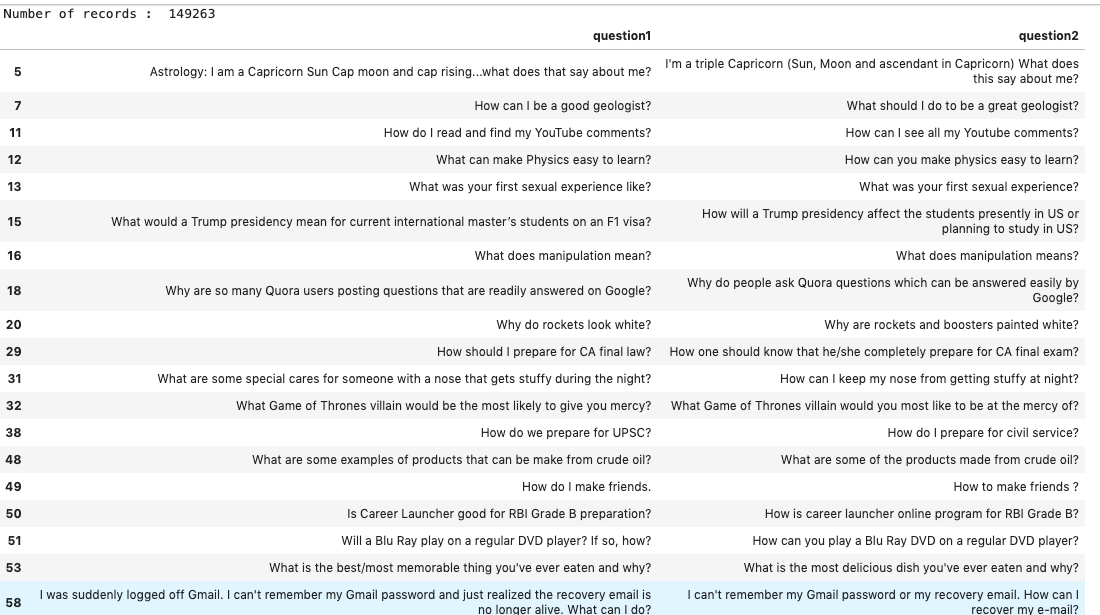 Number of records :  149263
question1 question2
5 Astrology: I am a Capricorn Sun Cap moon and cap rising...what does that say about me? I'm a triple Capricorn (Sun, Moon and ascendant in Capricorn) What does
this say about me?
7 How can I be a good geologist? What should I do to be a great geologist?
11 How do I read and find my YouTube comments? How can I see all my Youtube comments?
12 What can make Physics easy to learn? How can you make physics easy to learn?
13 What was your first sexual experience like? What was your first sexual experience?
15 What would a Trump presidency mean for current international master’s students on an F1 visa? How will a Trump presidency affect the students presently in US or
planning to study in US?
16 What does manipulation mean? What does manipulation means?
18 Why are so many Quora users posting questions that are readily answered on Google? Why do people ask Quora questions which can be answered easily by
Google?
20 Why do rockets look white? Why are rockets and boosters painted white?
29 How should I prepare for CA final law? How one should know that he/she completely prepare for CA final exam?
31 What are some special cares for someone with a nose that gets stuffy during the night? How can I keep my nose from getting stuffy at night?
32 What Game of Thrones villain would be the most likely to give you mercy? What Game of Thrones villain would you most like to be at the mercy of?
38 How do we prepare for UPSC? How do I prepare for civil service?
48 What are some examples of products that can be make from crude oil? What are some of the products made from crude oil?
49 How do I make friends. How to make friends ?
50 Is Career Launcher good for RBI Grade B preparation? How is career launcher online program for RBI Grade B?
51 Will a Blu Ray play on a regular DVD player? If so, how? How can you play a Blu Ray DVD on a regular DVD player?
53 What is the best/most memorable thing you've ever eaten and why? What is the most delicious dish you've ever eaten and why?
58 I was suddenly logged off Gmail. I can't remember my Gmail password and just realized the recovery email is I can't remember my Gmail password or my recovery email. How can I
no longer alive. What can I do? recover my e-mail?